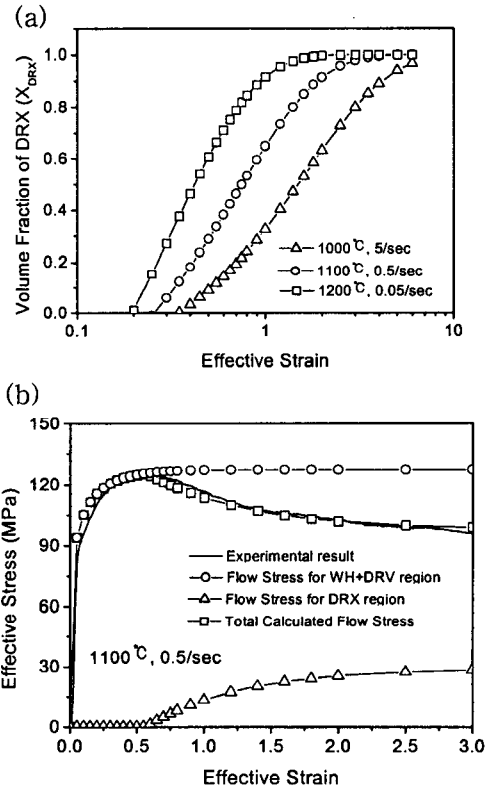 (a)
Volume Fraction of DRX (X_DRX)
1.0
0.8
0.6
0.4
0.2
0.0
1000℃, 5/sec
1100℃, 0.5/sec
1200℃, 0.05/sec
0.1
1
10
Effective Strain
(b)
Effective Stress (MPa)
150
120
90
60
30
0
Experimental result
Flow Stress for WH+DRV region
Flow Stress for DRX region
Total Calculated Flow Stress
1100℃, 0.5/sec
0.0
0.5
1.0
1.5
2.0
2.5
3.0
Effective Strain